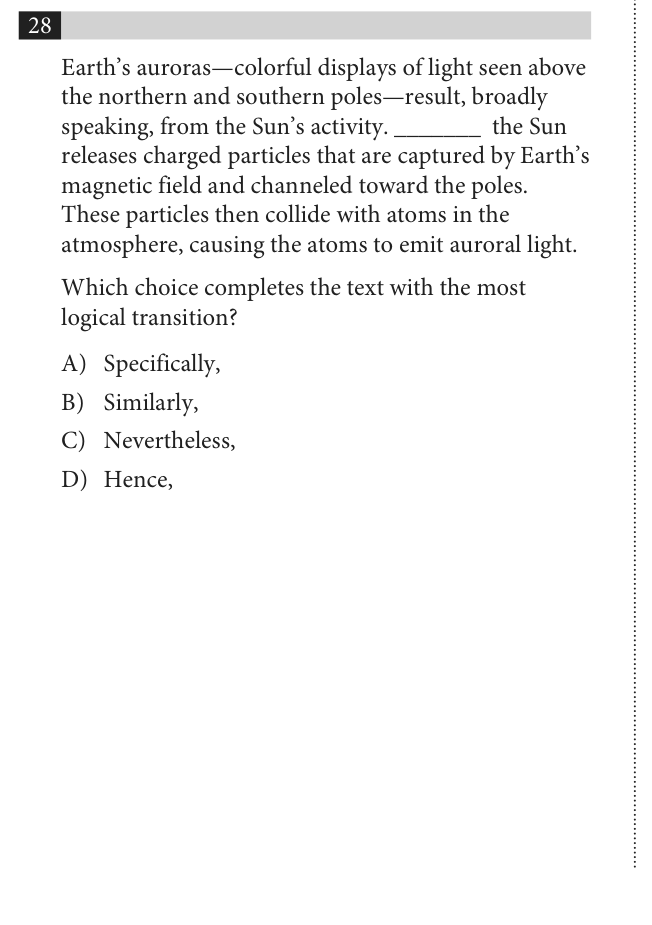 28
Earth’s auroras—colorful displays of light seen above
the northern and southern poles—result, broadly
speaking, from the Sun’s activity. _______ the Sun
releases charged particles that are captured by Earth’s
magnetic field and channeled toward the poles.
These particles then collide with atoms in the
atmosphere, causing the atoms to emit auroral light.
Which choice completes the text with the most
logical transition?
A) Specifically,
B) Similarly,
C) Nevertheless,
D) Hence,